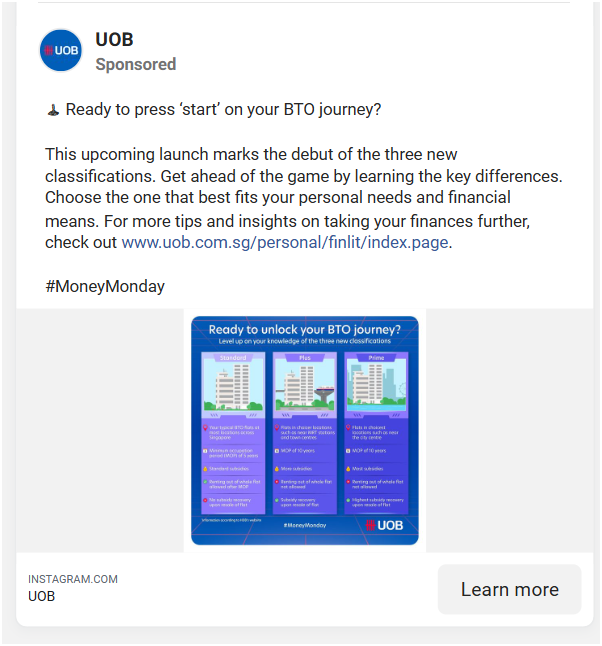 UOB
UOB
Sponsored
Ready to press ‘start’ on your BTO journey?
This upcoming launch marks the debut of the three new
classifications. Get ahead of the game by learning the key differences.
Choose the one that best fits your personal needs and financial
means. For more tips and insights on taking your finances further,
check out www.uob.com.sg/personal/finlit/index.page.
#MoneyMonday
Ready to unlock your BTO journey?
Level up on your knowledge of the three new classifications
Standard
Your typical BTO flats at
most locations across
Singapore
Minimum occupation
period (MOP) of 5 years
Standard subsidies
Renting out of whole flat
allowed after MOP
No subsidy recovery
upon resale of flat
Plus
Flats in choicer locations
such as near MRT stations
and town centres
MOP of 10 years
More subsidies
Renting out of whole flat
not allowed
Subsidy recovery
upon resale of flat
Prime
Flats in choicest
locations such as near
the city centre
MOP of 10 years
Most subsidies
Renting out of whole flat
not allowed
Highest subsidy recovery
upon resale of flat
Information according to HDB's website
#MoneyMonday
UOB
INSTAGRAM.COM
UOB
Learn more